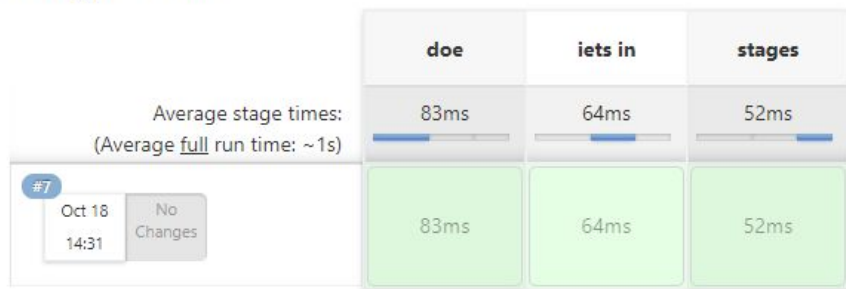 doe iets in stages
Average stage times: 83ms 64ms 52ms
(Average full run time: ~1s)
#7
Oct 18 No
Changes
14:31
83ms 64ms 52ms